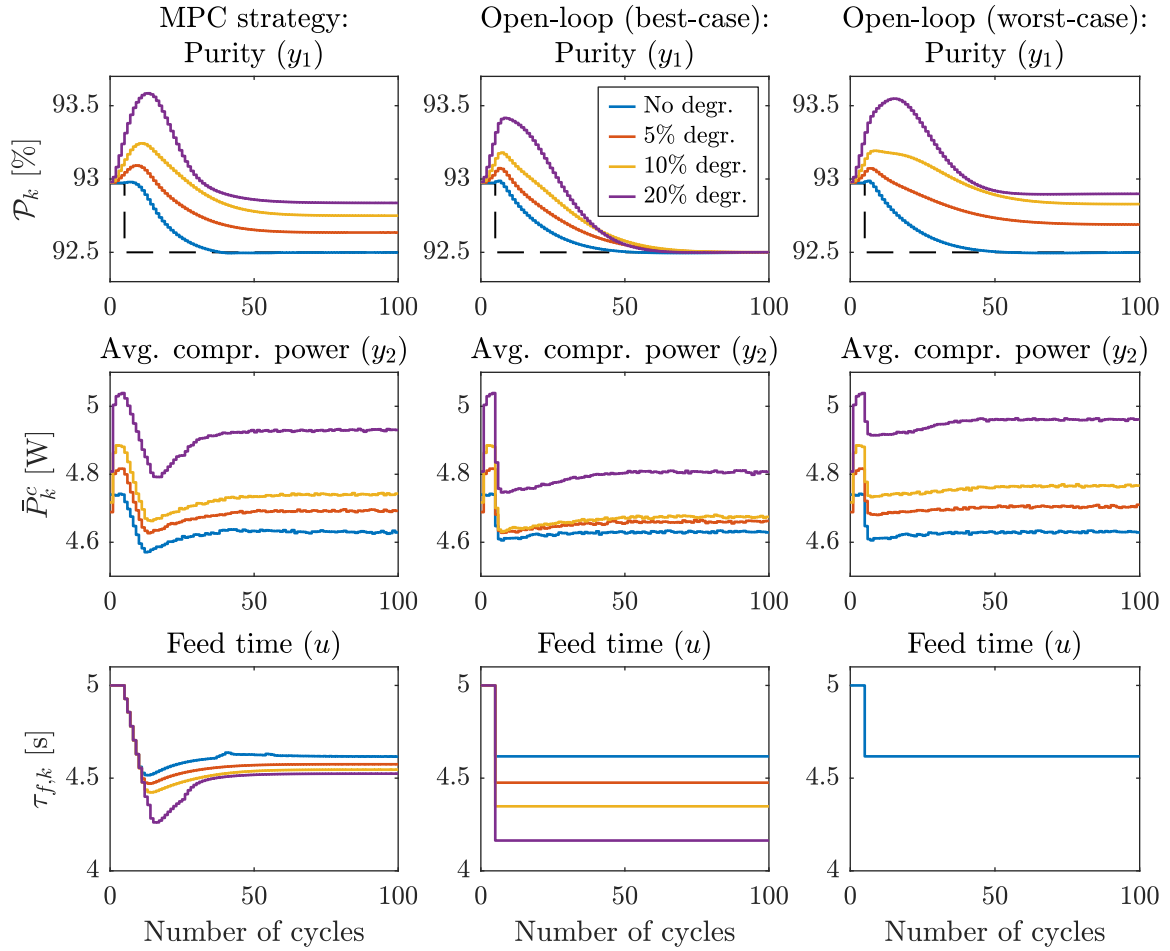 MPC strategy:
Purity (y₁)
Open-loop (best-case):
Purity (y₁)
Open-loop (worst-case):
Purity (y₁)
𝒫ₖ [%]
93.5
93
92.5
0
50
100
93.5
93
92.5
0
50
100
No degr.
5% degr.
10% degr.
20% degr.
93.5
93
92.5
0
50
100
Avg. compr. power (y₂)
Avg. compr. power (y₂)
Avg. compr. power (y₂)
P̄ᶜₖ [W]
5
4.8
4.6
0
50
100
5
4.8
4.6
0
50
100
5
4.8
4.6
0
50
100
Feed time (u)
Feed time (u)
Feed time (u)
τ_{f,k} [s]
5
4.5
4
0
50
100
5
4.5
4
0
50
100
5
4.5
4
0
50
100
Number of cycles
Number of cycles
Number of cycles